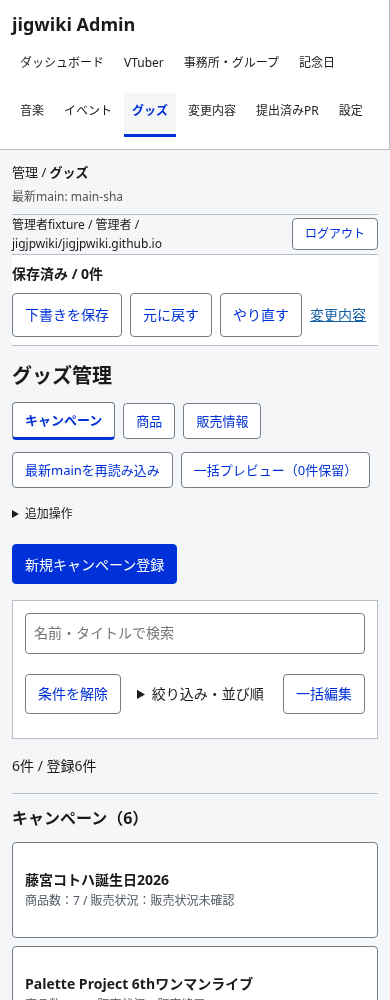 jigwiki Admin
ダッシュボード VTuber 事務所・グループ 記念日
音楽 イベント グッズ 変更内容 提出済みPR 設定
管理 / グッズ
最新main: main-sha
管理者fixture / 管理者 /
jigjpwiki/jigjpwiki.github.io
ログアウト
保存済み / 0件
下書きを保存 元に戻す やり直す 変更内容
グッズ管理
キャンペーン 商品 販売情報
最新mainを再読み込み 一括プレビュー（0件保留）
▶ 追加操作
新規キャンペーン登録
名前・タイトルで検索
条件を解除 ▶ 絞り込み・並び順 一括編集
6件 / 登録6件
キャンペーン（6）
藤宮コトハ誕生日2026
商品数：7 / 販売状況：販売状況未確認
Palette Project 6thワンマンライブ